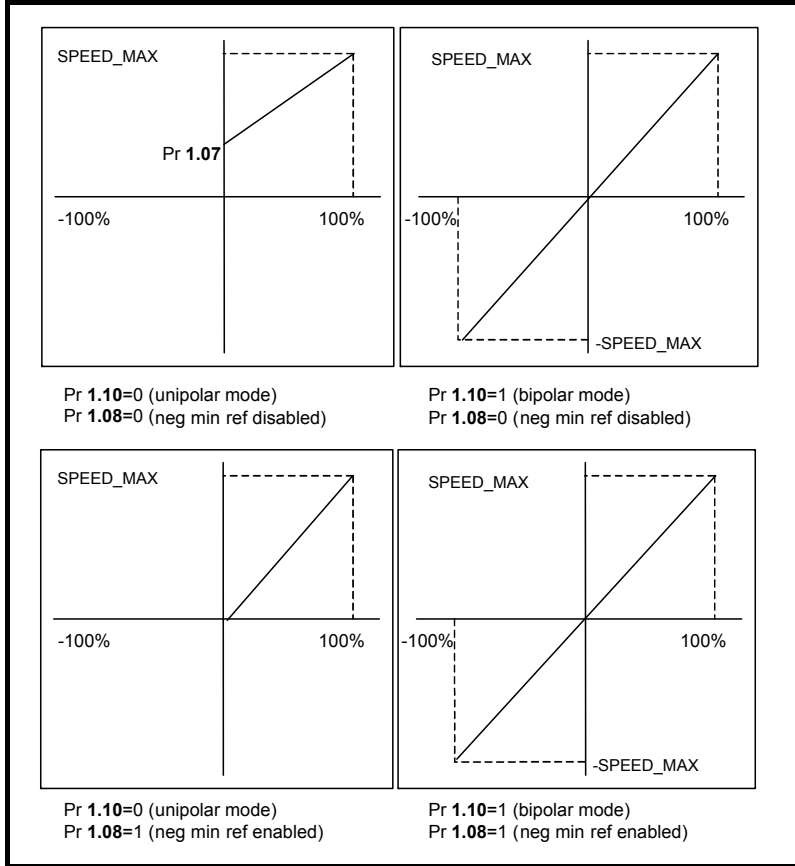 SPEED_MAX
Pr 1.07
-100%
100%
Pr 1.10=0 (unipolar mode)
Pr 1.08=0 (neg min ref disabled)
SPEED_MAX
-100%
100%
-SPEED_MAX
Pr 1.10=1 (bipolar mode)
Pr 1.08=0 (neg min ref disabled)
SPEED_MAX
-100%
100%
Pr 1.10=0 (unipolar mode)
Pr 1.08=1 (neg min ref enabled)
SPEED_MAX
-100%
100%
-SPEED_MAX
Pr 1.10=1 (bipolar mode)
Pr 1.08=1 (neg min ref enabled)